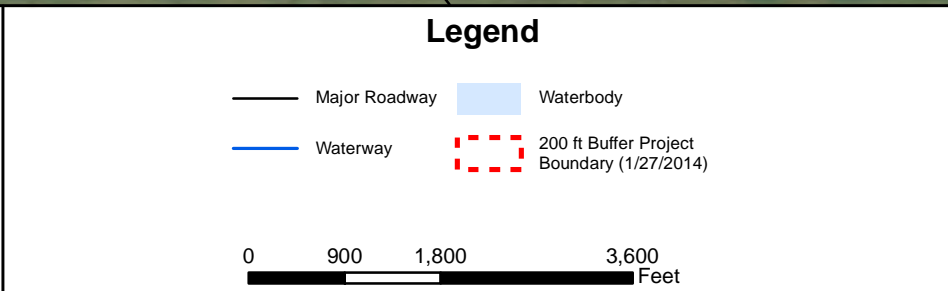 Legend
Major Roadway
Waterbody
Waterway
200 ft Buffer Project
Boundary (1/27/2014)
0 900 1,800 3,600
Feet